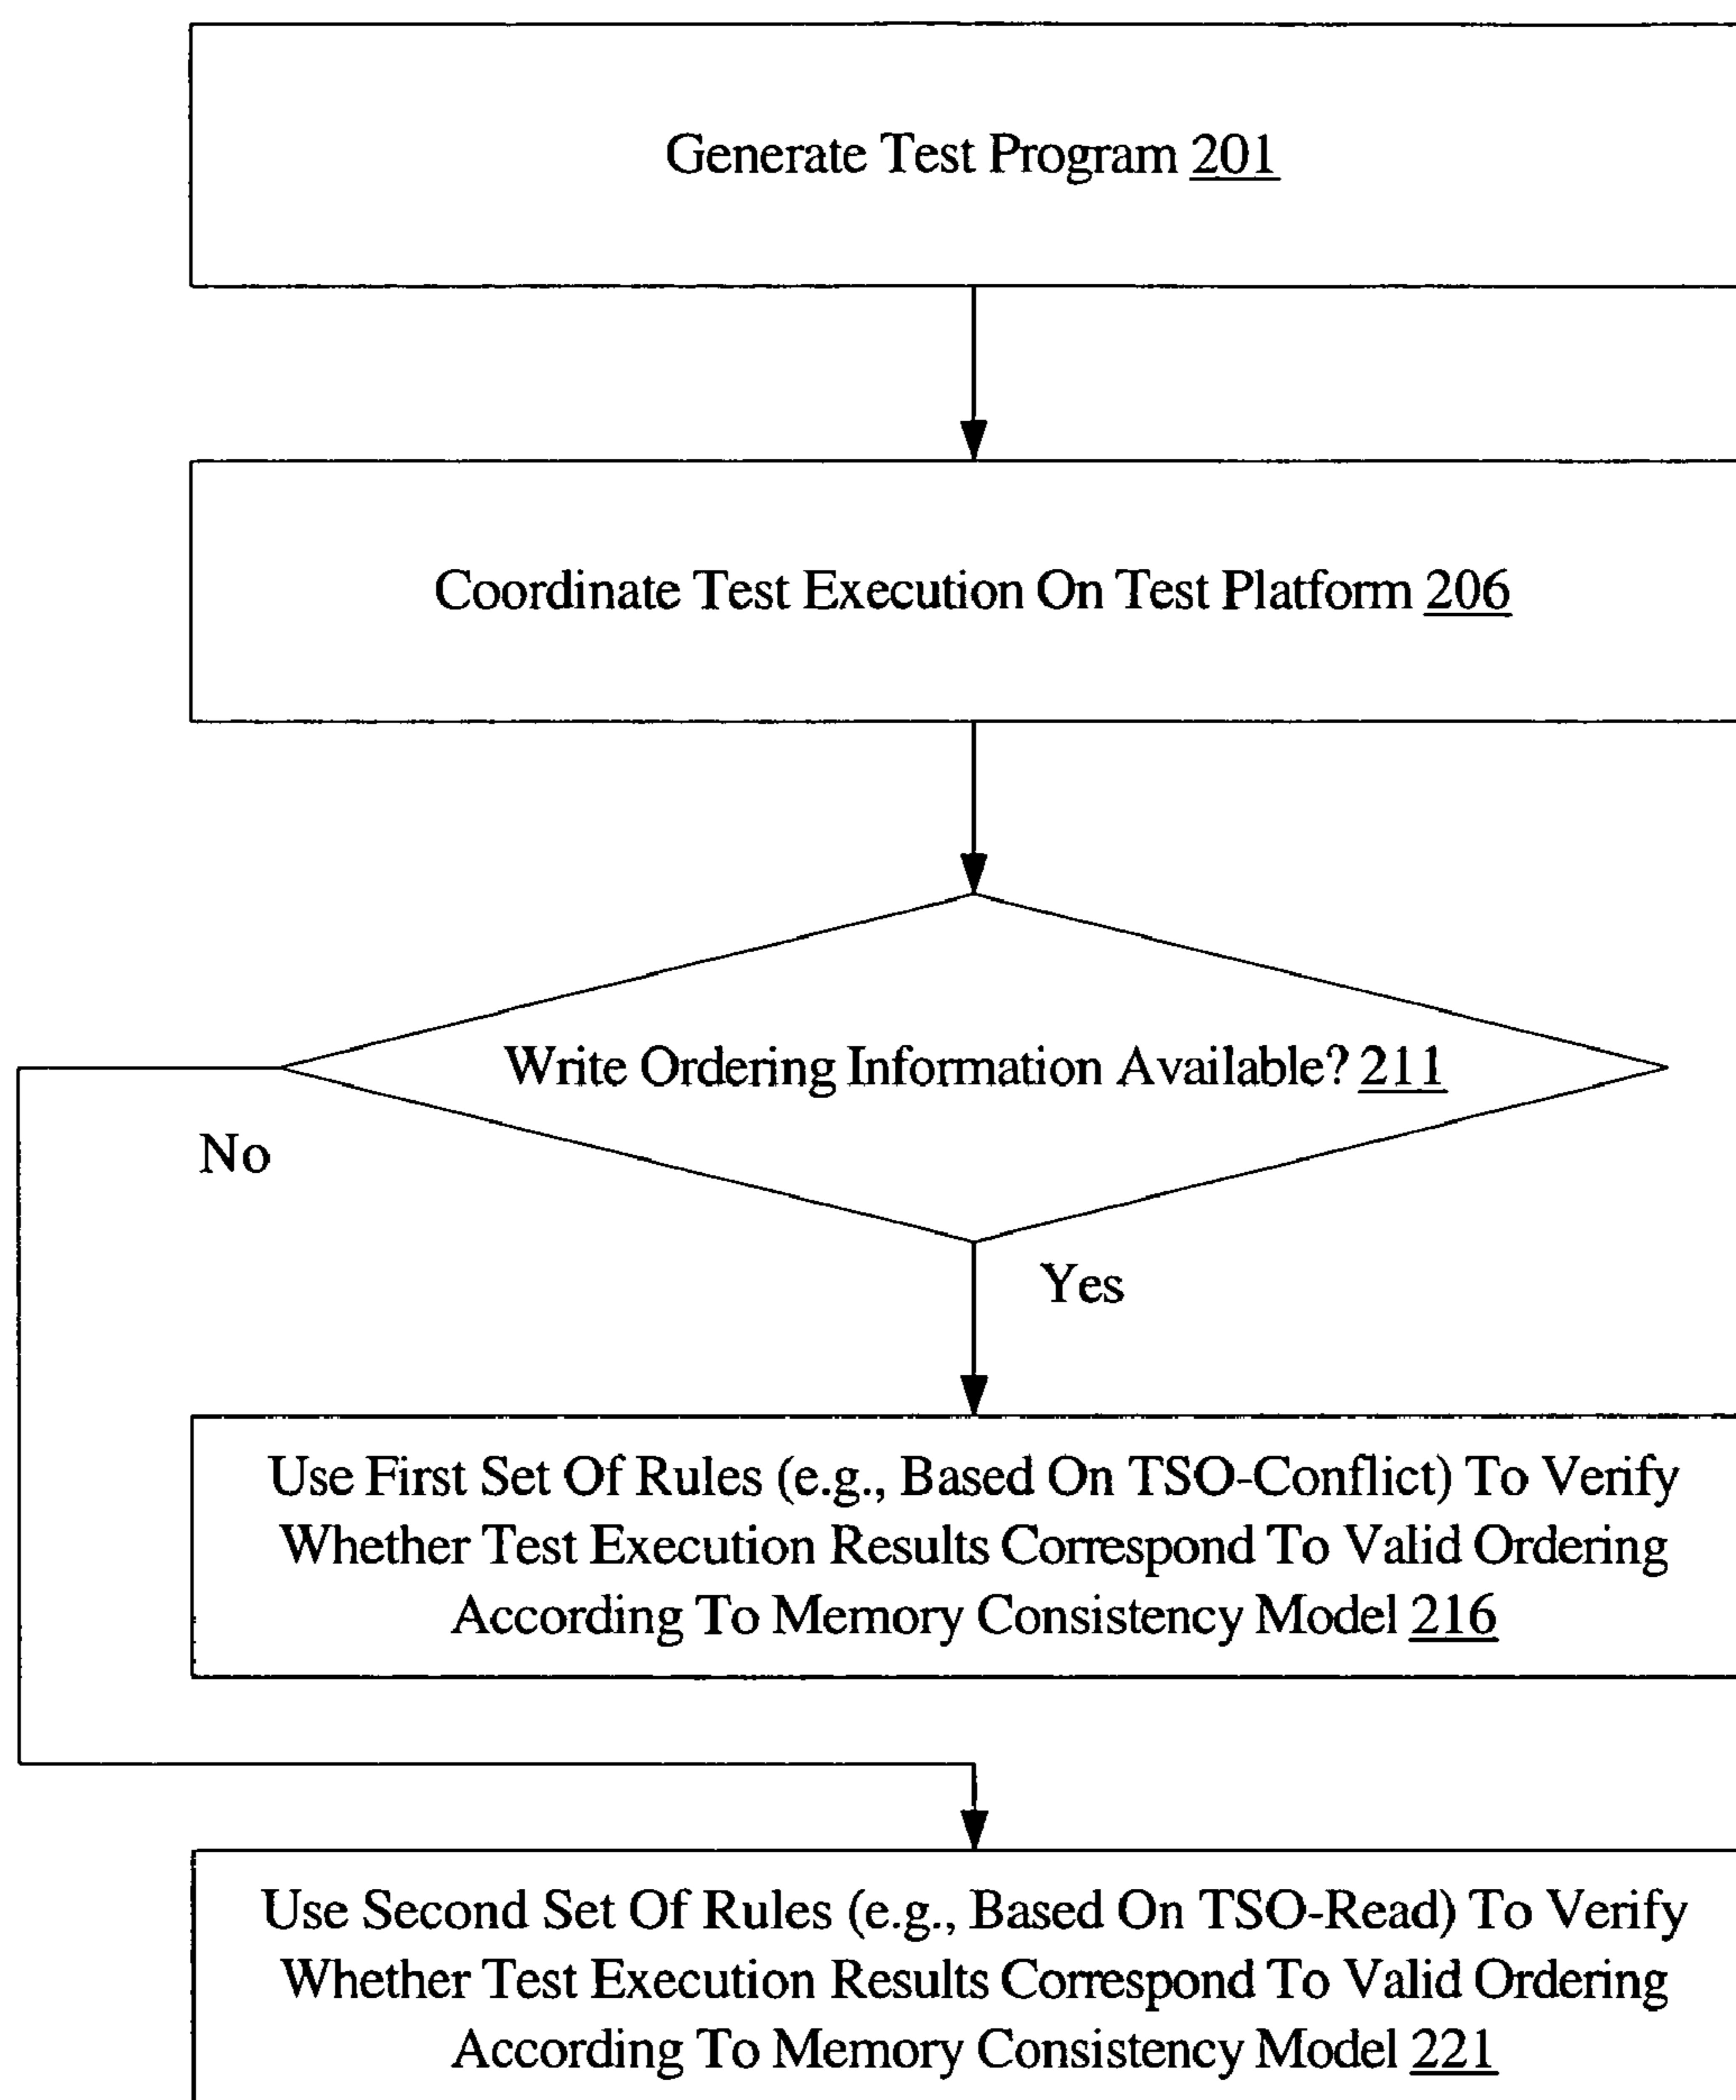 Generate Test Program 201
Coordinate Test Execution On Test Platform 206
Write Ordering Information Available? 211
No
Yes
Use First Set Of Rules (e.g., Based On TSO-Conflict) To Verify
Whether Test Execution Results Correspond To Valid Ordering
According To Memory Consistency Model 216
Use Second Set Of Rules (e.g., Based On TSO-Read) To Verify
Whether Test Execution Results Correspond To Valid Ordering
According To Memory Consistency Model 221